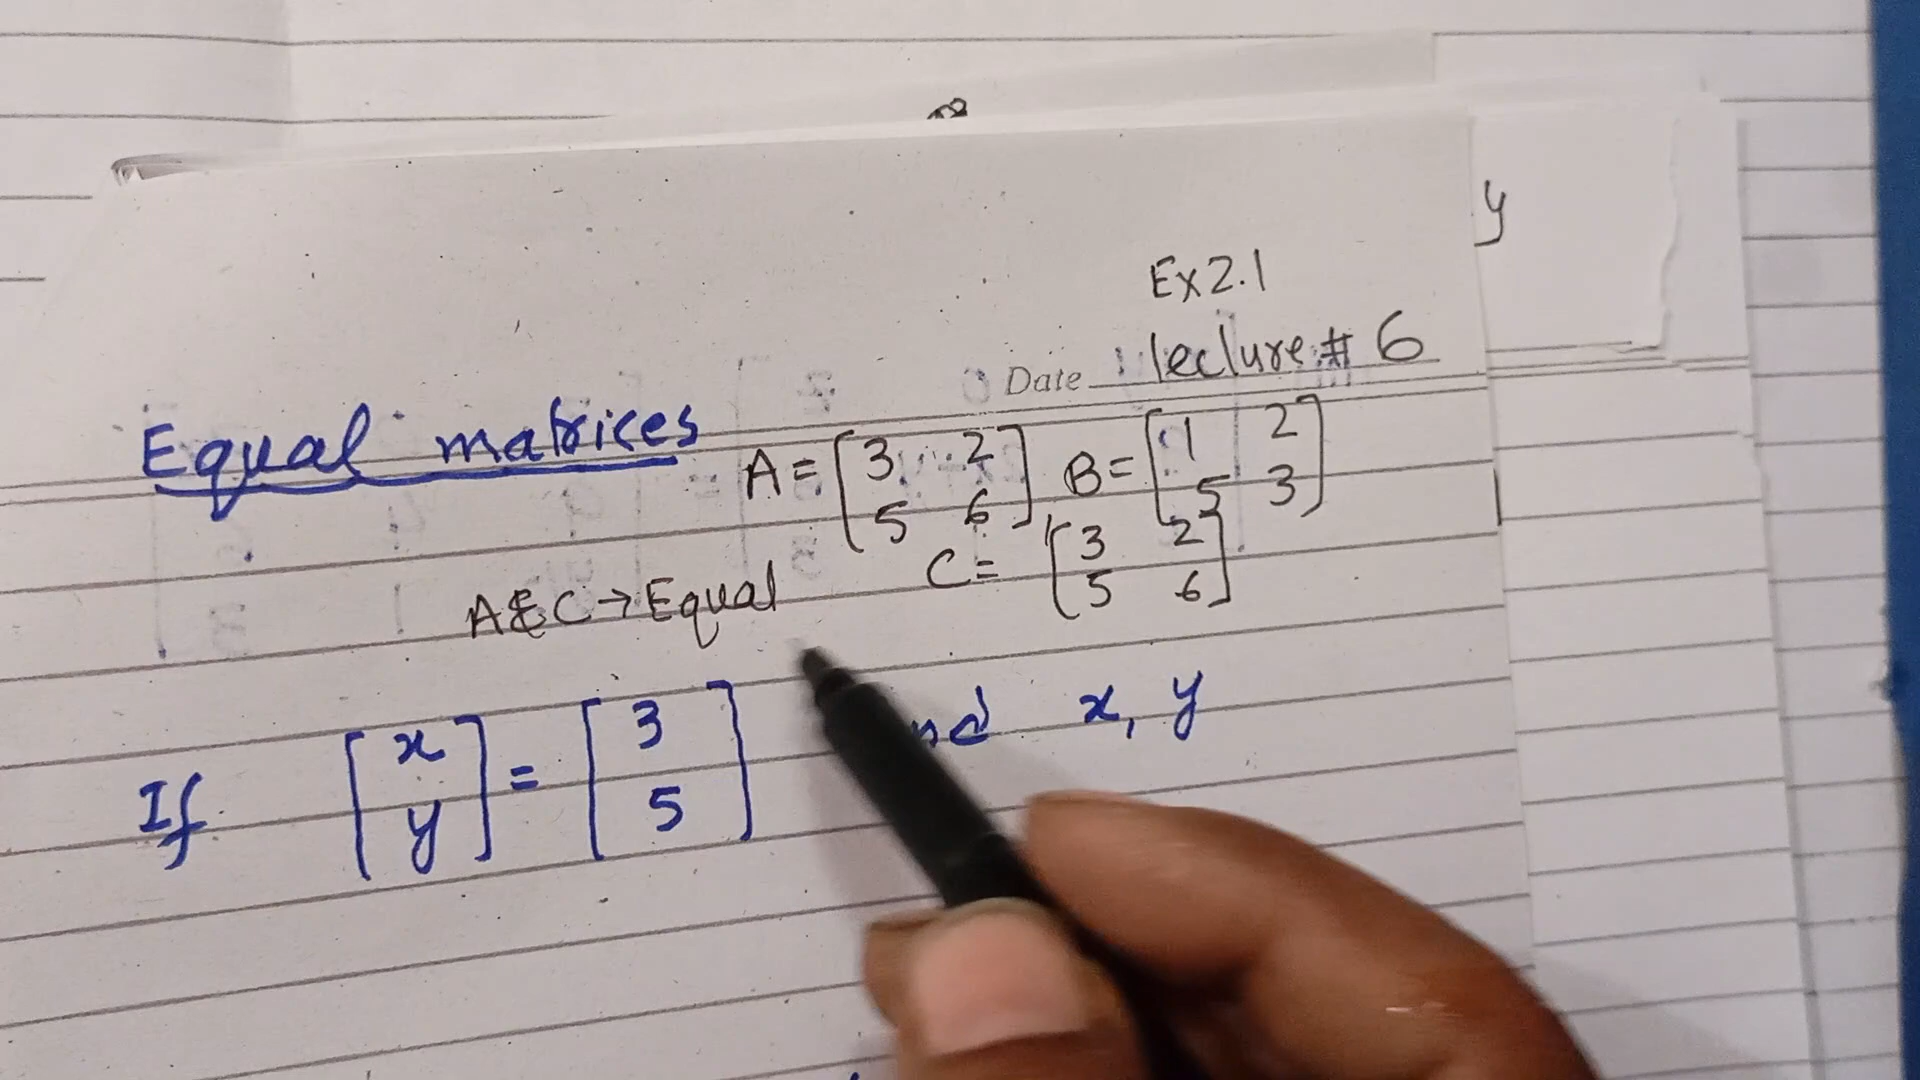 y
Ex 2.1
Date lecture # 6
Equal matrices
A = [3 2
5 6] B = [1 2
5 3]
C = [3 2
5 6]
A & C → Equal
If [x
y] = [3
5] nd x, y